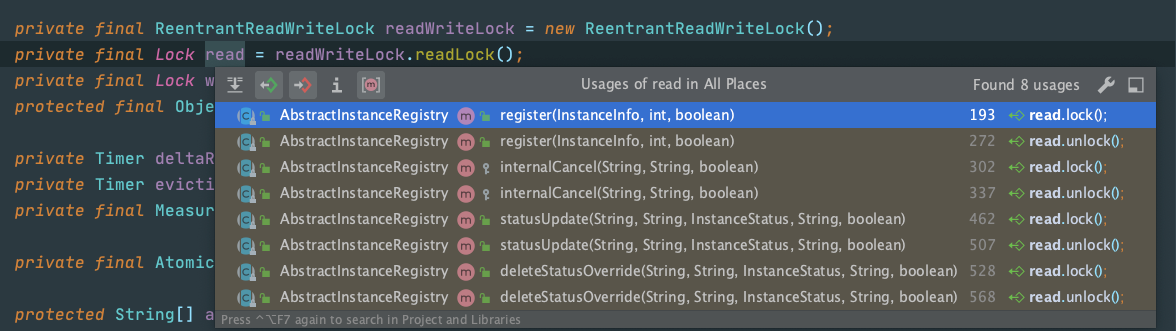 private final ReentrantReadWriteLock readWriteLock = new ReentrantReadWriteLock();
private final Lock read = readWriteLock.readLock();
private final Lock w
protected final Obje
Usages of read in All Places Found 8 usages
AbstractInstanceRegistry m register(InstanceInfo, int, boolean) 193 read.lock();
AbstractInstanceRegistry m register(InstanceInfo, int, boolean) 272 read.unlock();
private Timer deltaR
AbstractInstanceRegistry m internalCancel(String, String, boolean) 302 read.lock();
private Timer evicti
AbstractInstanceRegistry m internalCancel(String, String, boolean) 337 read.unlock();
private final Measur
AbstractInstanceRegistry m statusUpdate(String, String, InstanceStatus, String, boolean) 462 read.lock();
AbstractInstanceRegistry m statusUpdate(String, String, InstanceStatus, String, boolean) 507 read.unlock();
private final Atomic
AbstractInstanceRegistry m deleteStatusOverride(String, String, InstanceStatus, String, boolean) 528 read.lock();
AbstractInstanceRegistry m deleteStatusOverride(String, String, InstanceStatus, String, boolean) 568 read.unlock();
protected String[] a
Press ^⌥F7 again to search in Project and Libraries